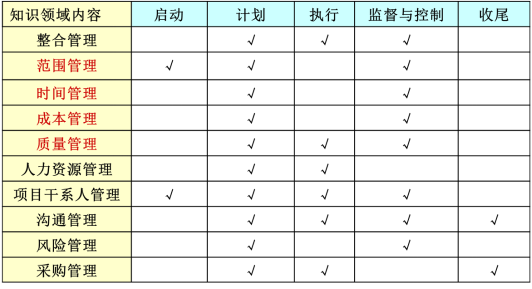 知识领域内容 启动 计划 执行 监督与控制 收尾
整合管理 √ √ √
范围管理 √ √ √
时间管理 √ √
成本管理 √ √
质量管理 √ √ √
人力资源管理 √ √
项目干系人管理 √ √ √ √
沟通管理 √ √ √ √
风险管理 √ √
采购管理 √ √ √